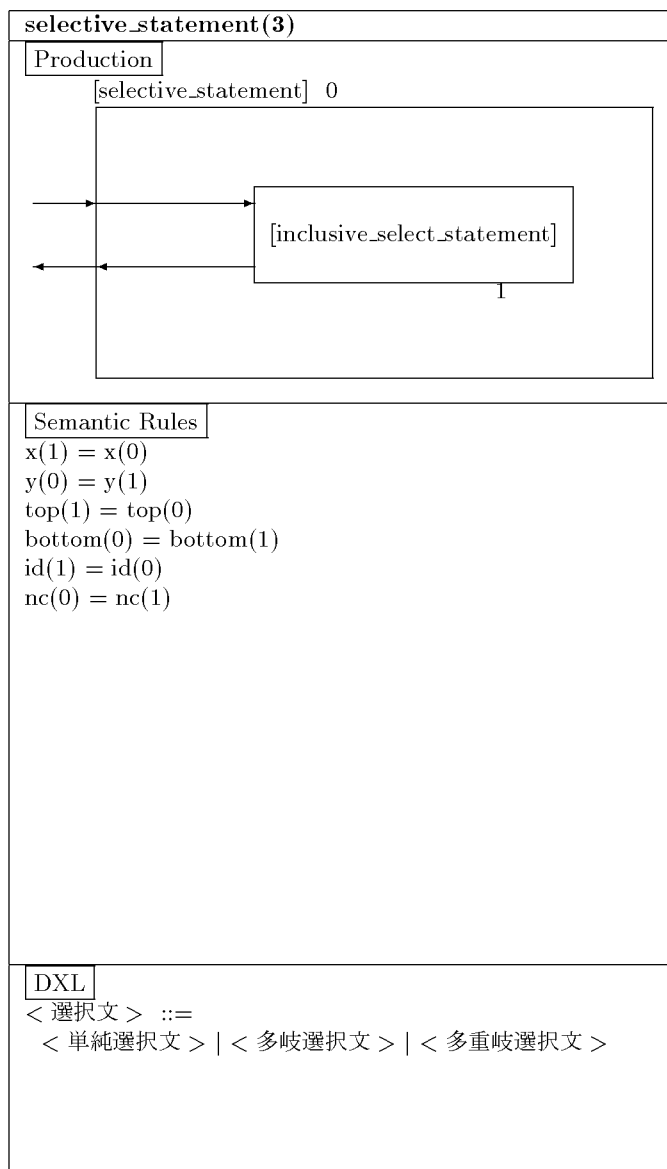 selective_statement(3)
Production
[selective_statement] 0
[inclusive_select_statement]
1
Semantic Rules
x(1) = x(0)
y(0) = y(1)
top(1) = top(0)
bottom(0) = bottom(1)
id(1) = id(0)
nc(0) = nc(1)
DXL
< 選択文 > ::=
< 単純選択文 > | < 多岐選択文 > | < 多重岐選択文 >